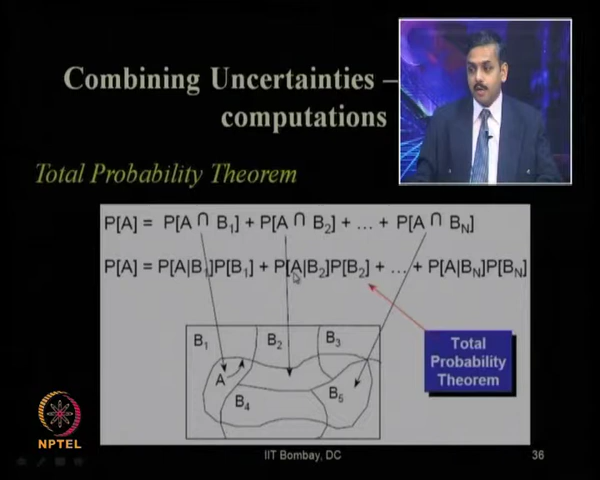 Combining Uncertainties –
computations
Total Probability Theorem
P[A] = P[A ∩ B₁] + P[A ∩ B₂] + … + P[A ∩ Bₙ]
P[A] = P[A|B₁]P[B₁] + P[A|B₂]P[B₂] + … + P[A|Bₙ]P[Bₙ]
B₁ B₂ B₃
A
B₄ B₅
Total
Probability
Theorem
NPTEL
IIT Bombay, DC 36